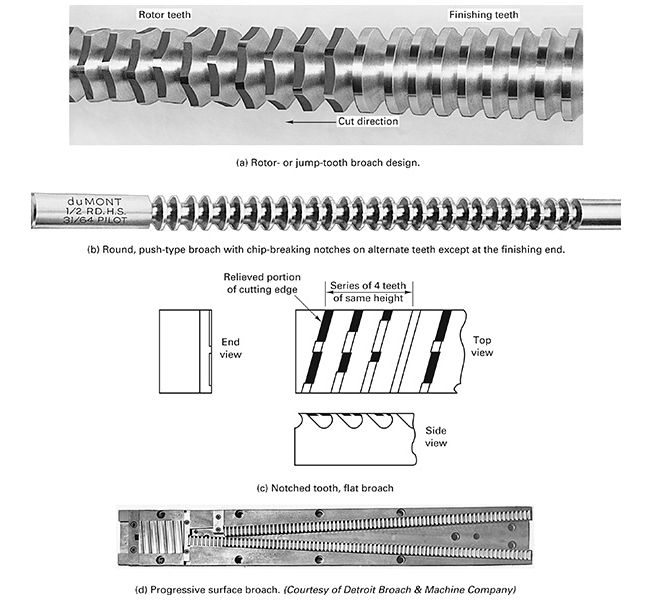 Rotor teeth
Finishing teeth
Cut direction
(a) Rotor- or jump-tooth broach design.
duMONT
1/2 RD.H.S.
31/64 PILOT
(b) Round, push-type broach with chip-breaking notches on alternate teeth except at the finishing end.
Relieved portion
of cutting edge
Series of 4 teeth
of same height
End
view
Top
view
Side
view
(c) Notched tooth, flat broach
(d) Progressive surface broach. (Courtesy of Detroit Broach & Machine Company)